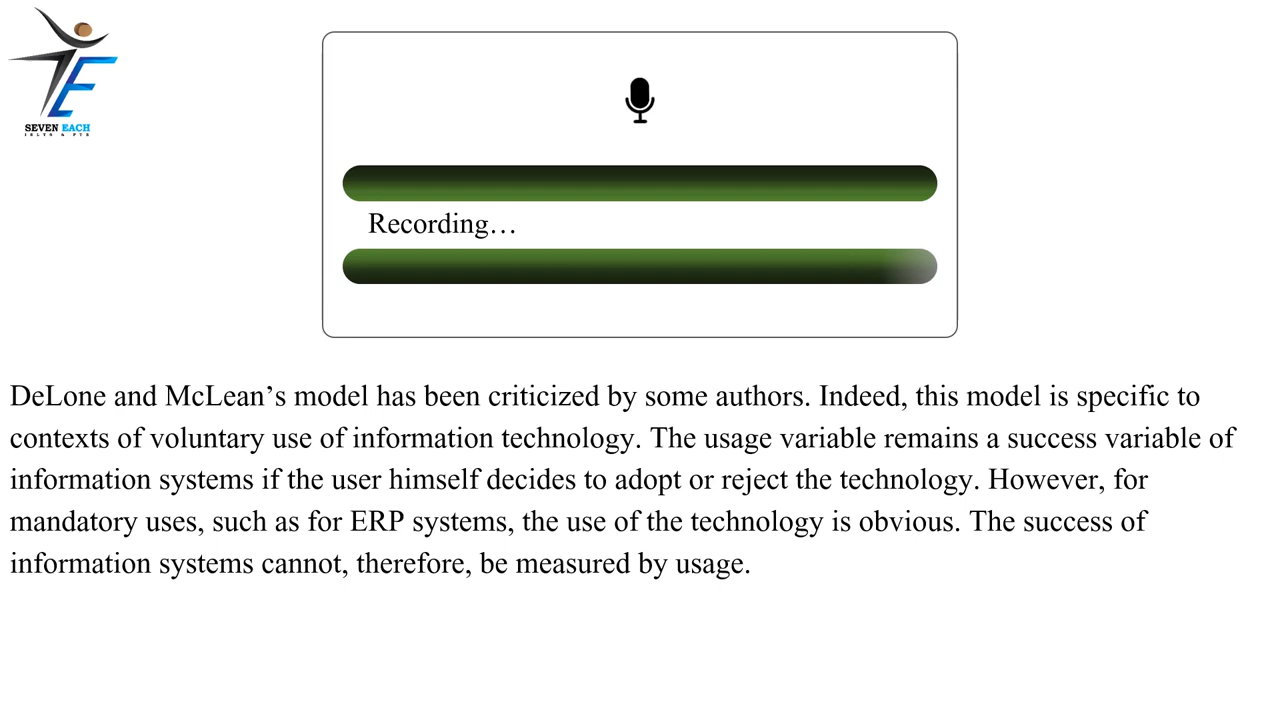 SEVEN EACH
IELTS & PTE
Recording…
DeLone and McLean’s model has been criticized by some authors. Indeed, this model is specific to
contexts of voluntary use of information technology. The usage variable remains a success variable of
information systems if the user himself decides to adopt or reject the technology. However, for
mandatory uses, such as for ERP systems, the use of the technology is obvious. The success of
information systems cannot, therefore, be measured by usage.